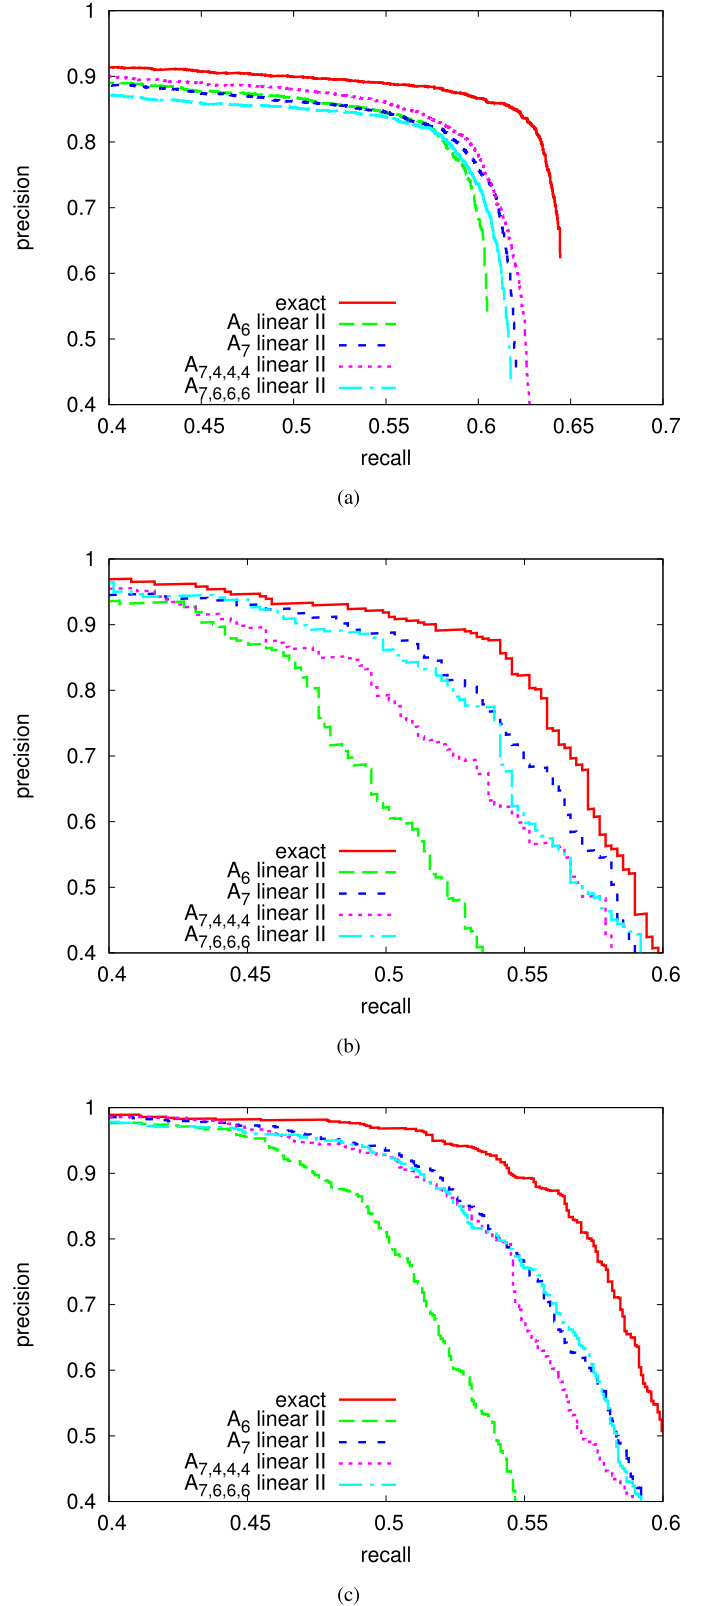 1
0.9
0.8
0.7
0.6
0.5
0.4
precision
exact
A6 linear II
A7 linear II
A7,4,4,4 linear II
A7,6,6,6 linear II
0.4 0.45 0.5 0.55 0.6 0.65 0.7
recall
(a)
1
0.9
0.8
0.7
0.6
0.5
0.4
precision
exact
A6 linear II
A7 linear II
A7,4,4,4 linear II
A7,6,6,6 linear II
0.4 0.45 0.5 0.55 0.6
recall
(b)
1
0.9
0.8
0.7
0.6
0.5
0.4
precision
exact
A6 linear II
A7 linear II
A7,4,4,4 linear II
A7,6,6,6 linear II
0.4 0.45 0.5 0.55 0.6
recall
(c)